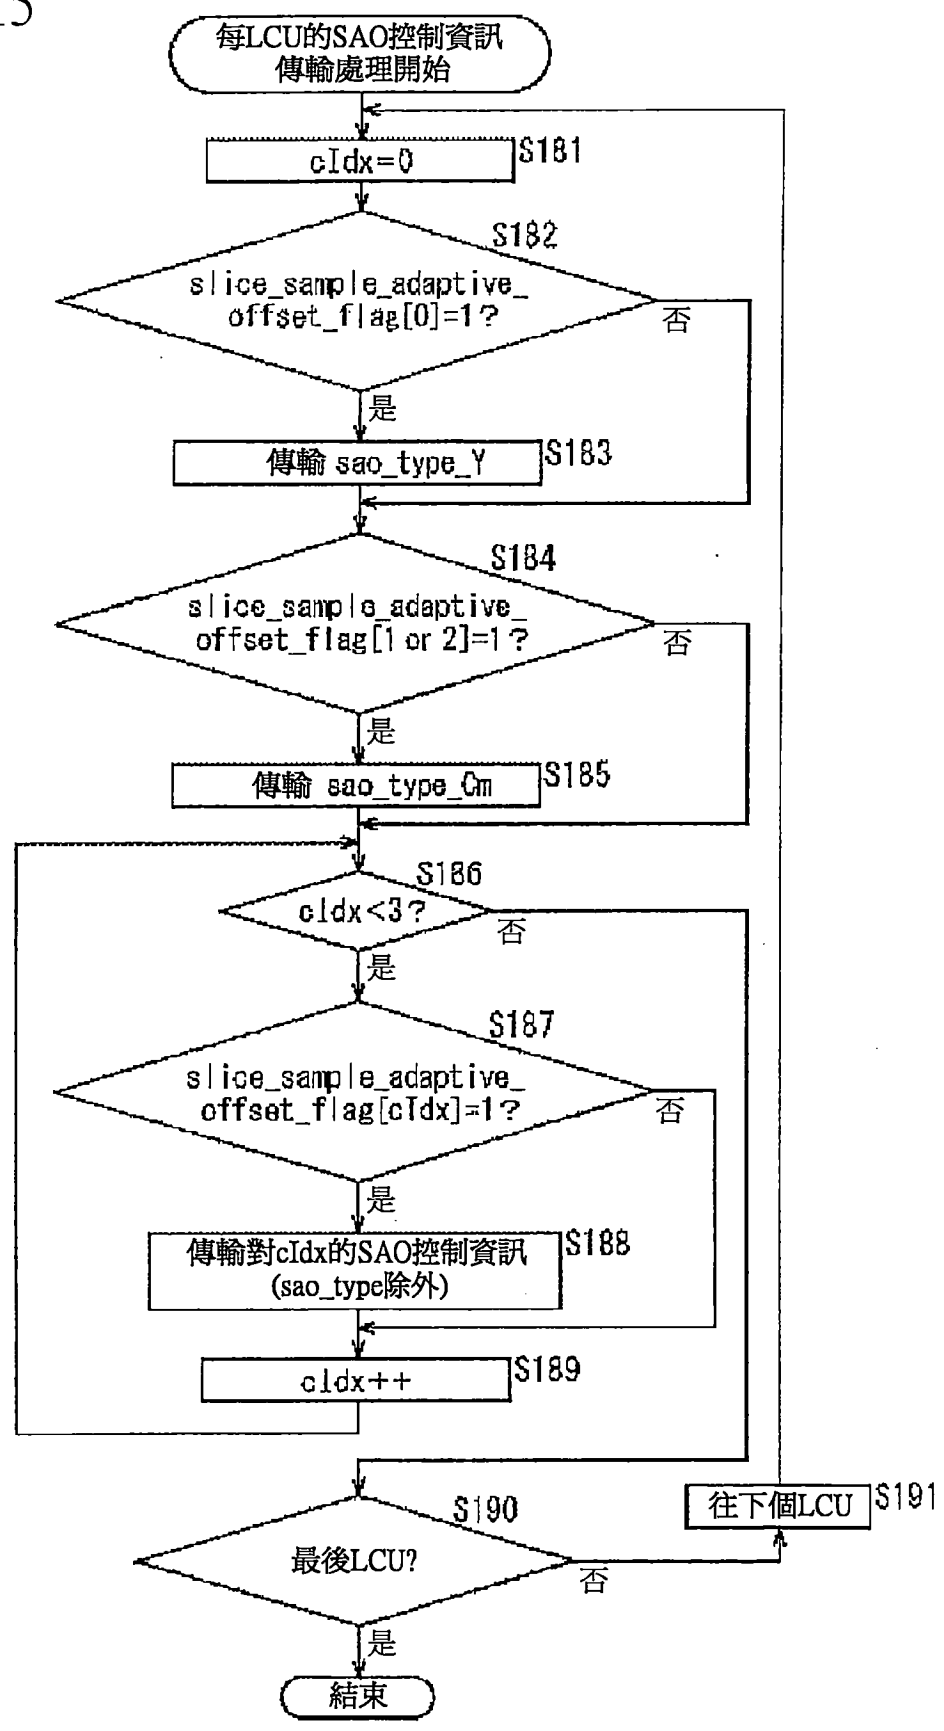 每LCU的SAO控制資訊
傳輸處理開始
cIdx=0
S181
S182
slice_sample_adaptive_
offset_flag[0]=1?
否
是
傳輸 sao_type_Y
S183
S184
slice_sample_adaptive_
offset_flag[1 or 2]=1?
否
是
傳輸 sao_type_Cm
S185
S186
cIdx<3?
否
是
S187
slice_sample_adaptive_
offset_flag[cIdx]=1?
否
是
傳輸對cIdx的SAO控制資訊
(sao_type除外)
S188
cIdx++
S189
S190
最後LCU?
否
往下個LCU
S191
是
結束